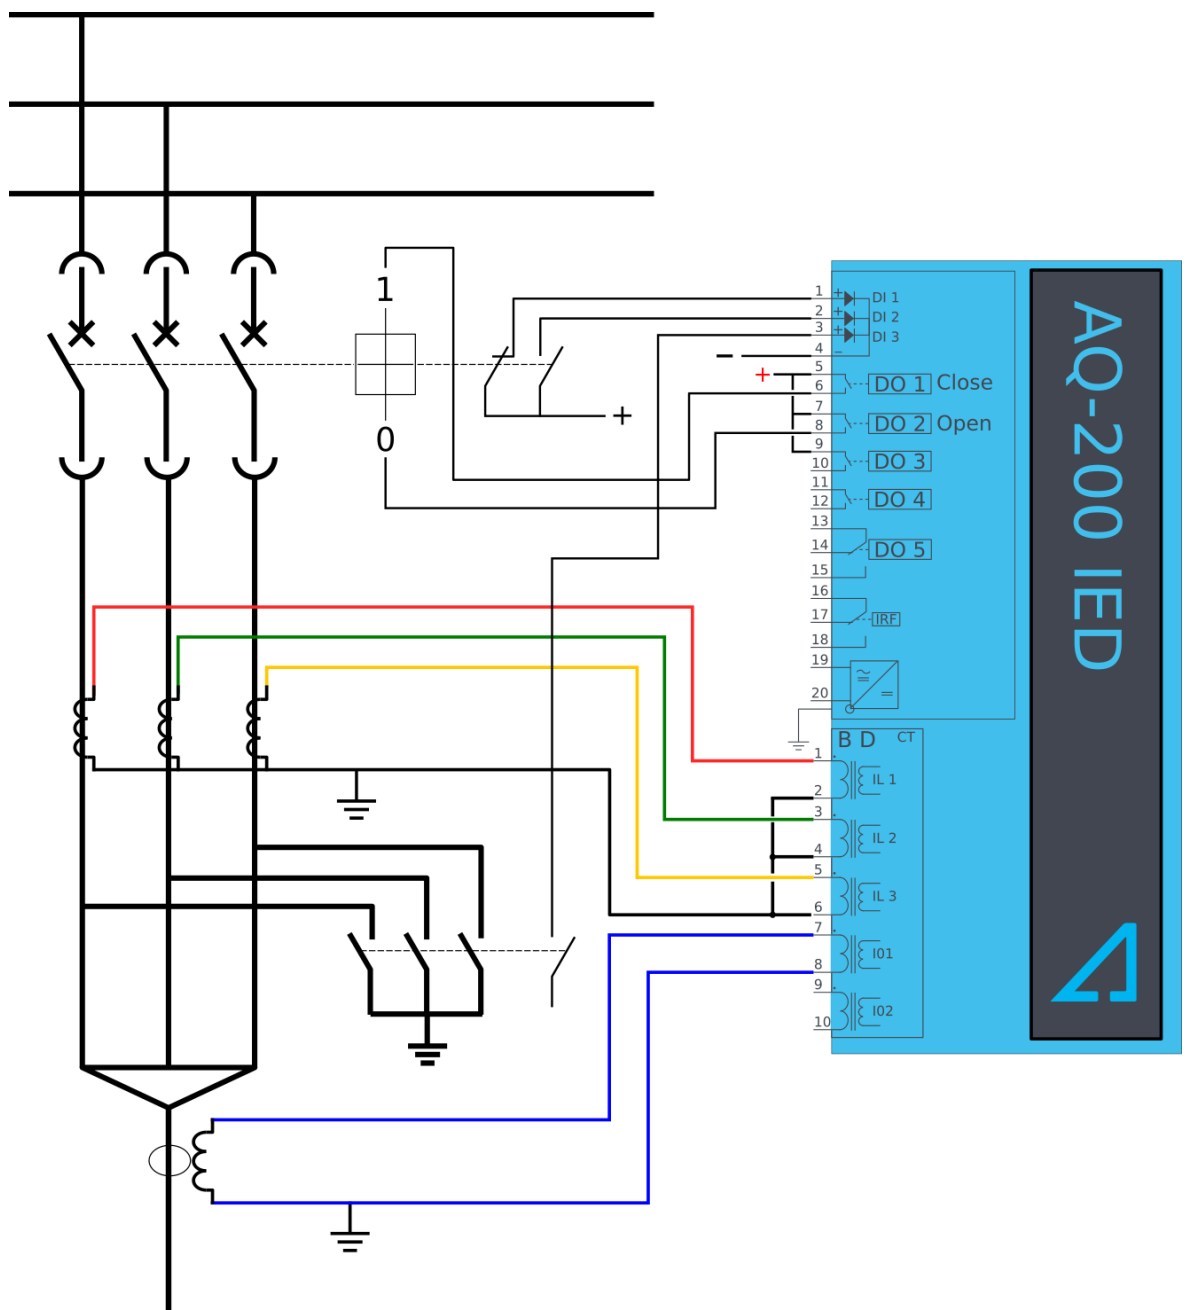 1
0
+
−
+
1
2
3
4
5
6
7
8
9
10
11
12
13
14
15
16
17
18
19
20
+ DI 1
+ DI 2
+ DI 3
−
DO 1 Close
DO 2 Open
DO 3
DO 4
DO 5
IRF
B D CT
1
2
3
4
5
6
7
8
9
10
IL 1
IL 2
IL 3
I01
I02
AQ-200 IED